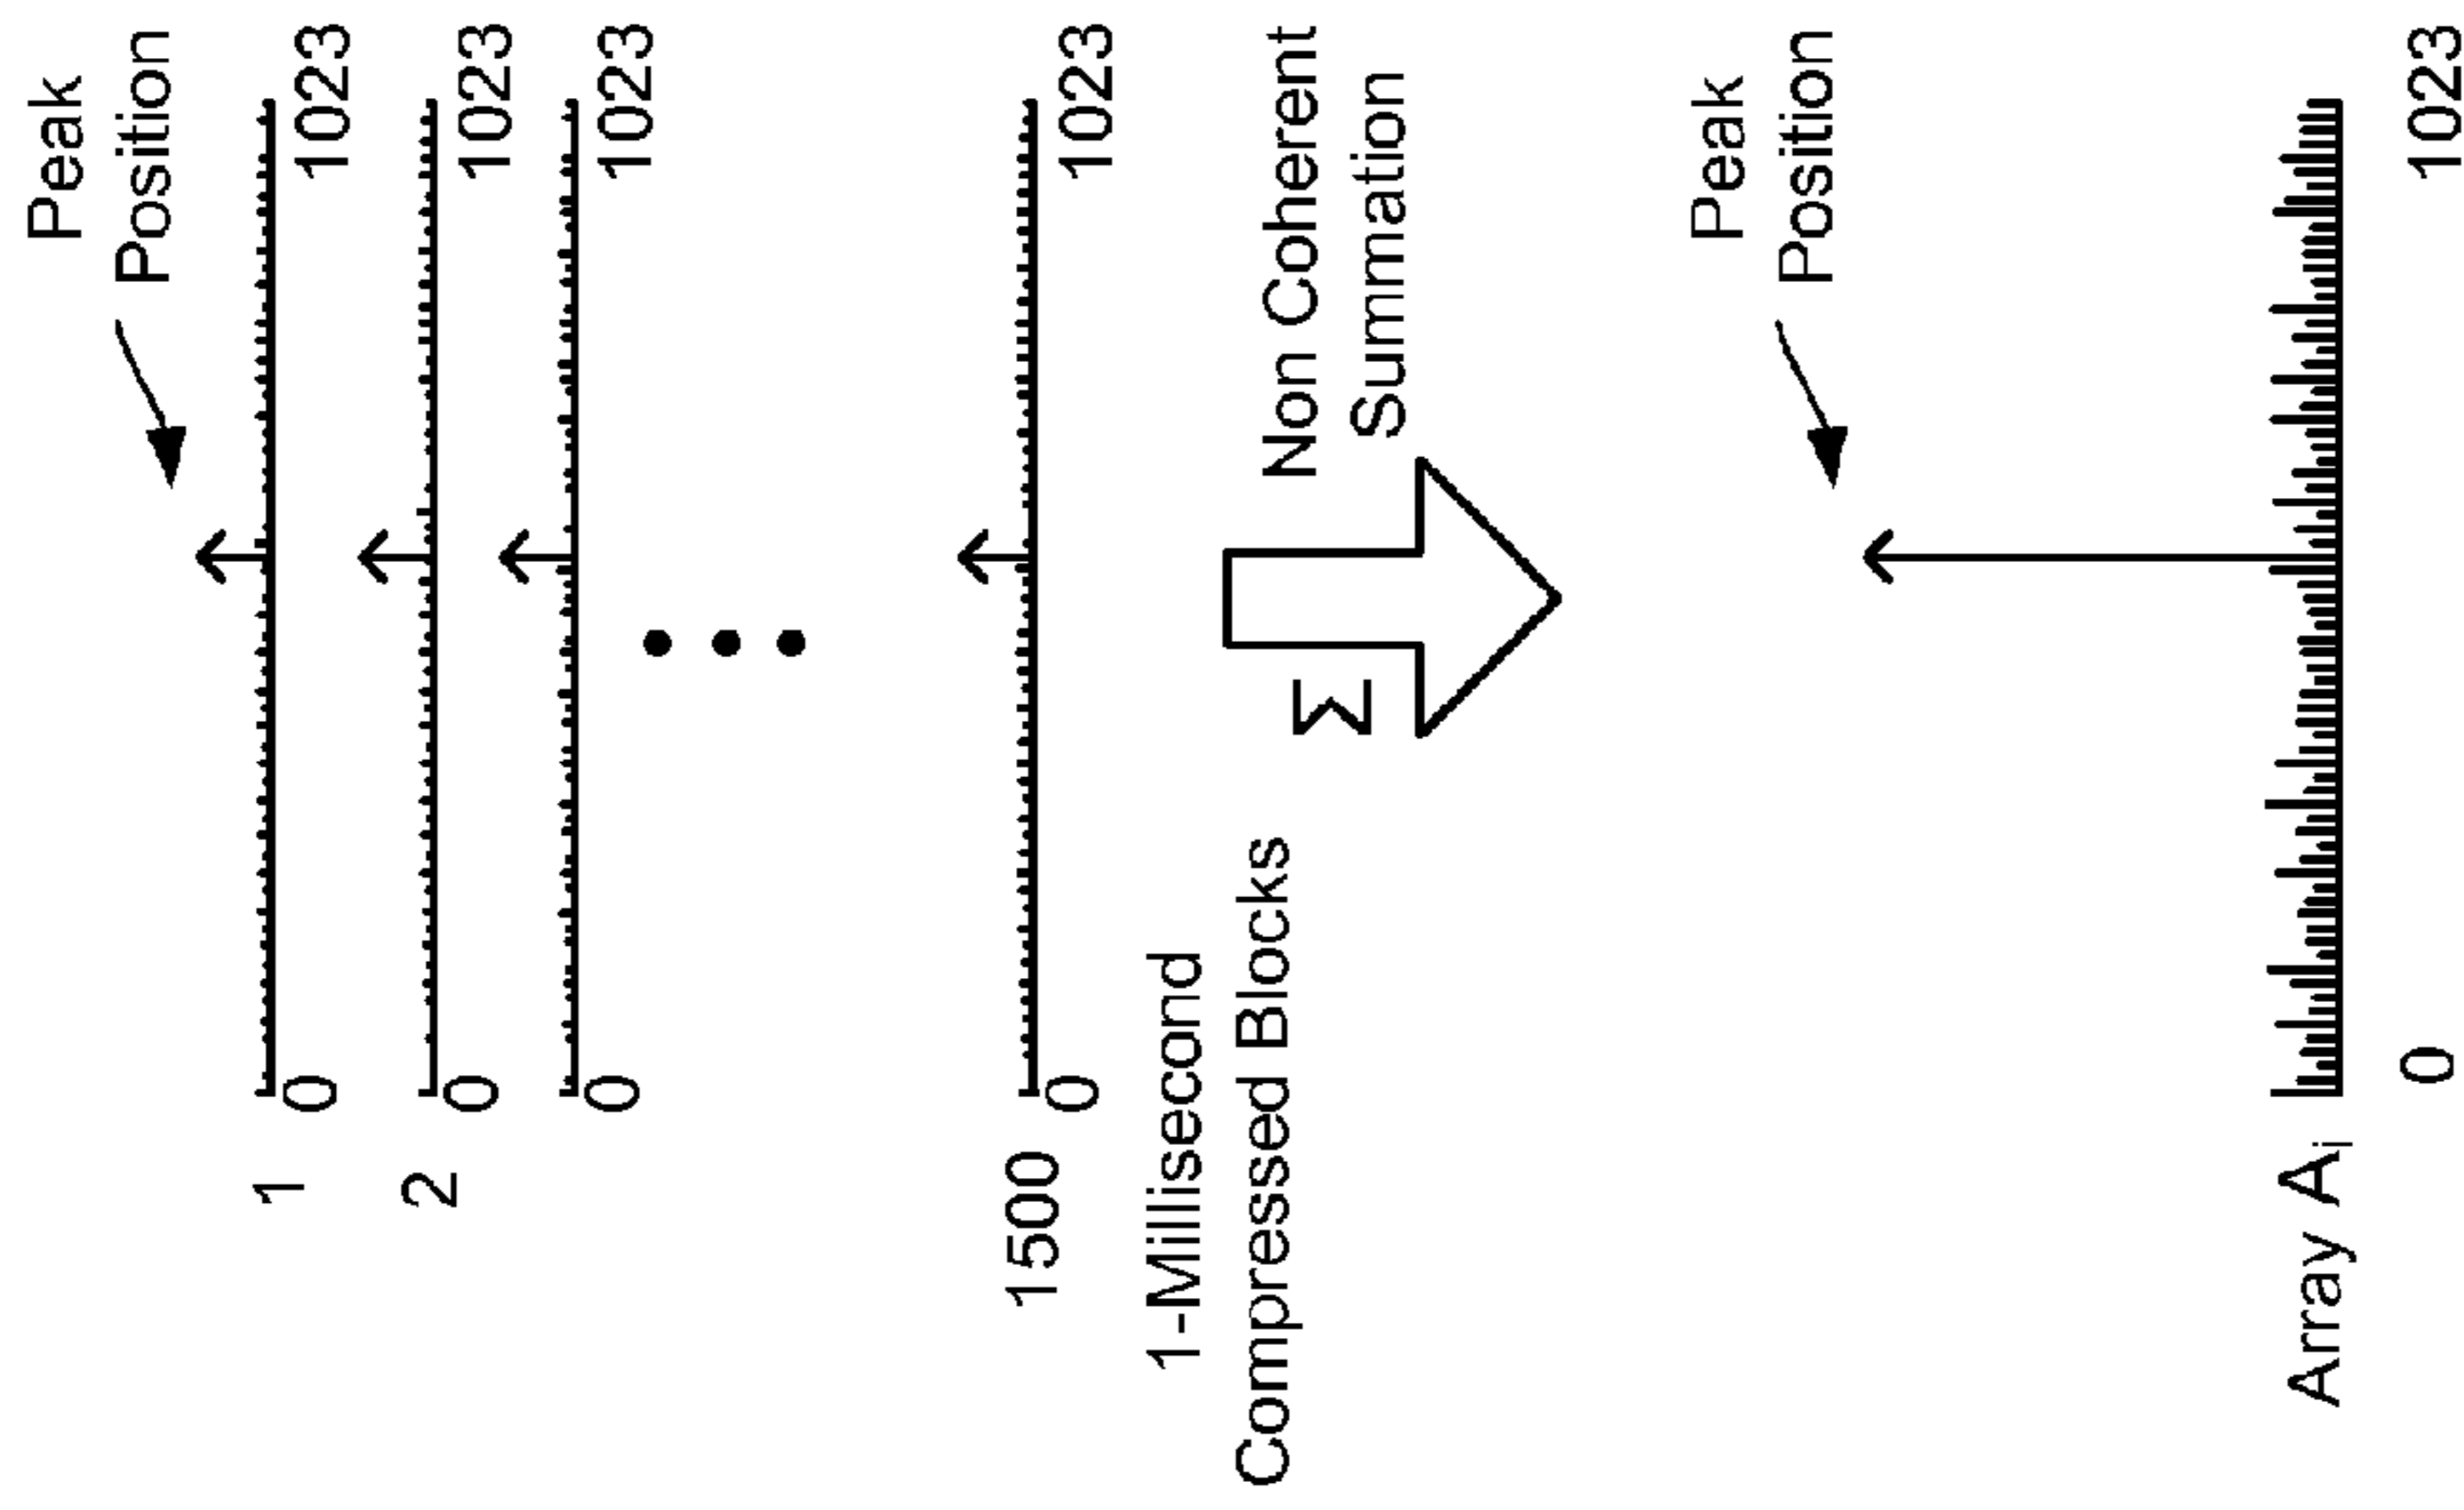 Peak
Position
1
0
1023
2
0
1023
0
1023
1500
0
1023
1-Millisecond
Compressed Blocks
Σ
Non Coherent
Summation
Peak
Position
Array Ai
0
1023